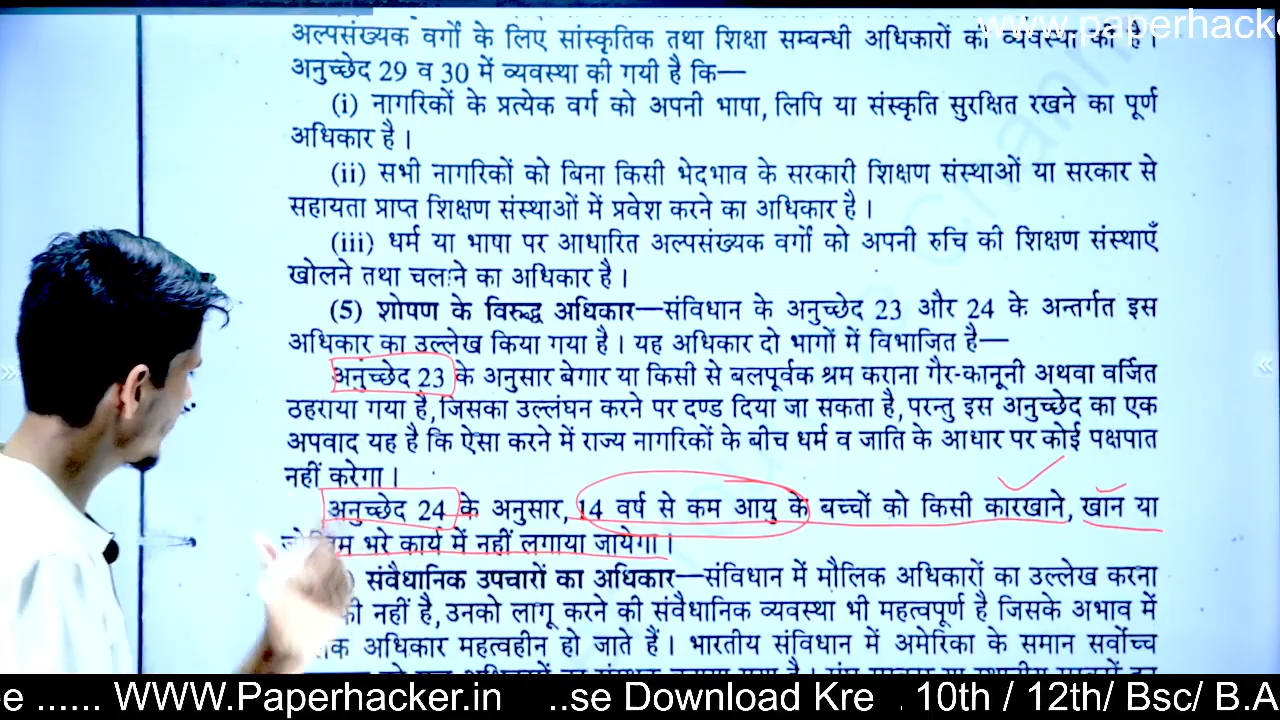 www.paperhacker
अल्पसंख्यक वर्गों के लिए सांस्कृतिक तथा शिक्षा सम्बन्धी अधिकारों की व्यवस्था की है।
अनुच्छेद 29 व 30 में व्यवस्था की गयी है कि—
(i) नागरिकों के प्रत्येक वर्ग को अपनी भाषा, लिपि या संस्कृति सुरक्षित रखने का पूर्ण
अधिकार है।
(ii) सभी नागरिकों को बिना किसी भेदभाव के सरकारी शिक्षण संस्थाओं या सरकार से
सहायता प्राप्त शिक्षण संस्थाओं में प्रवेश करने का अधिकार है।
(iii) धर्म या भाषा पर आधारित अल्पसंख्यक वर्गों को अपनी रुचि की शिक्षण संस्थाएँ
खोलने तथा चलाने का अधिकार है।
(5) शोषण के विरुद्ध अधिकार—संविधान के अनुच्छेद 23 और 24 के अन्तर्गत इस
अधिकार का उल्लेख किया गया है। यह अधिकार दो भागों में विभाजित है—
अनुच्छेद 23 के अनुसार बेगार या किसी से बलपूर्वक श्रम कराना गैर-कानूनी अथवा वर्जित
ठहराया गया है, जिसका उल्लंघन करने पर दण्ड दिया जा सकता है, परन्तु इस अनुच्छेद का एक
अपवाद यह है कि ऐसा करने में राज्य नागरिकों के बीच धर्म व जाति के आधार पर कोई पक्षपात
नहीं करेगा।
अनुच्छेद 24 के अनुसार, 14 वर्ष से कम आयु के बच्चों को किसी कारखाने, खान या
भरे कार्य में नहीं लगाया जायेगा।
संवैधानिक उपचारों का अधिकार—संविधान में मौलिक अधिकारों का उल्लेख करना
नहीं है, उनको लागू करने की संवैधानिक व्यवस्था भी महत्वपूर्ण है जिसके अभाव में
अधिकार महत्वहीन हो जाते हैं। भारतीय संविधान में अमेरिका के समान सर्वोच्च
ee ...... WWW.Paperhacker.in ..se Download Kre . 10th / 12th/ Bsc/ B.A